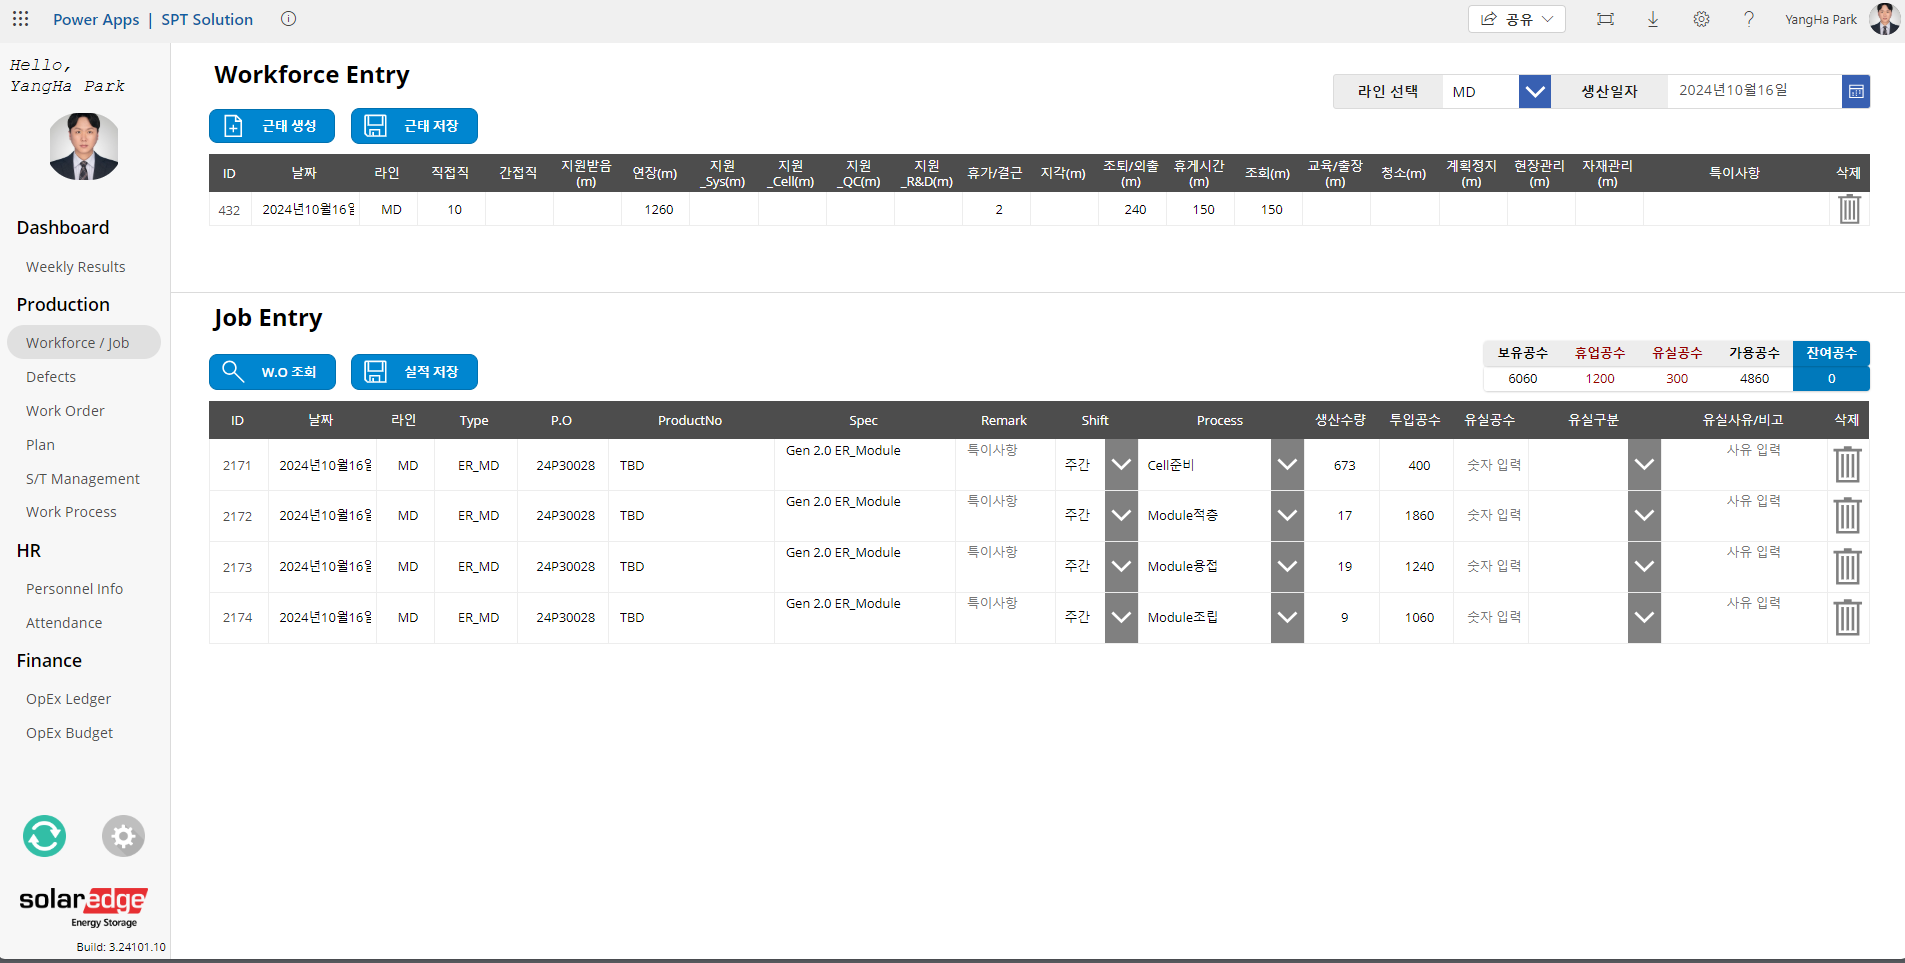 Power Apps | SPT Solution
공유
YangHa Park
Hello,
YangHa Park
Dashboard
Weekly Results
Production
Workforce / Job
Defects
Work Order
Plan
S/T Management
Work Process
HR
Personnel Info
Attendance
Finance
OpEx Ledger
OpEx Budget
solaredge
Energy Storage
Build: 3.24101.10
Workforce Entry
라인 선택 MD 생산일자 2024년10월16일
근태 생성 근태 저장
ID 날짜 라인 직접직 간접직 지원받음(m) 연장(m) 지원_Sys(m) 지원_Cell(m) 지원_QC(m) 지원_R&D(m) 휴가/결근 지각(m) 조퇴/외출(m) 휴게시간(m) 조회(m) 교육/출장(m) 청소(m) 계획정지(m) 현장관리(m) 자재관리(m) 특이사항 삭제
432 2024년10월16일 MD 10 1260 2 240 150 150
Job Entry
W.O 조회 실적 저장
보유공수 휴업공수 유실공수 가용공수 잔여공수
6060 1200 300 4860 0
ID 날짜 라인 Type P.O ProductNo Spec Remark Shift Process 생산수량 투입공수 유실공수 유실구분 유실사유/비고 삭제
2171 2024년10월16일 MD ER_MD 24P30028 TBD Gen 2.0 ER_Module 특이사항 주간 Cell준비 673 400 숫자 입력 사유 입력
2172 2024년10월16일 MD ER_MD 24P30028 TBD Gen 2.0 ER_Module 특이사항 주간 Module적층 17 1860 숫자 입력 사유 입력
2173 2024년10월16일 MD ER_MD 24P30028 TBD Gen 2.0 ER_Module 특이사항 주간 Module용접 19 1240 숫자 입력 사유 입력
2174 2024년10월16일 MD ER_MD 24P30028 TBD Gen 2.0 ER_Module 특이사항 주간 Module조립 9 1060 숫자 입력 사유 입력